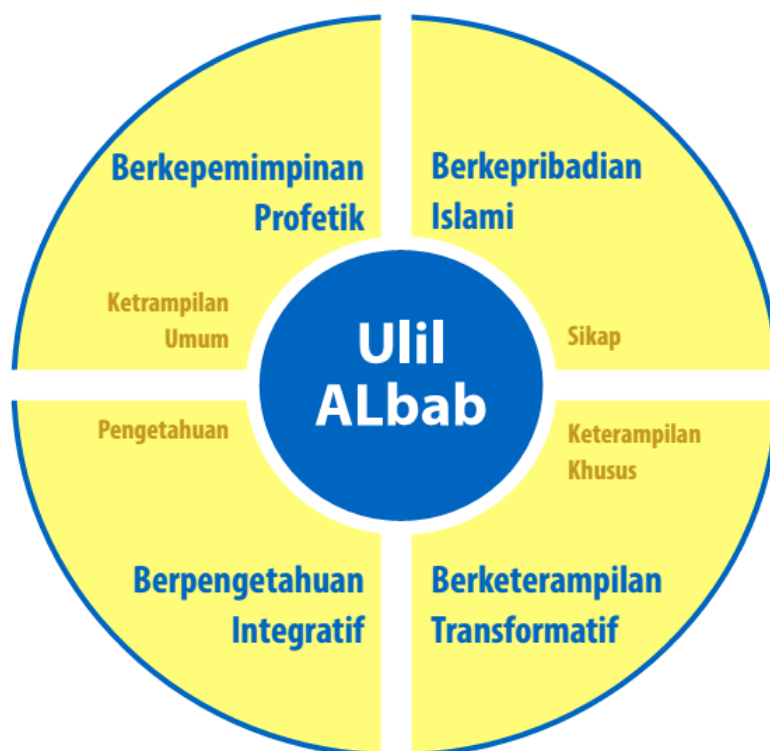 Berkepemimpinan
Profetik
Berkepribadian
Islami
Ketrampilan
Umum
Sikap
Ulil
ALbab
Pengetahuan
Keterampilan
Khusus
Berpengetahuan
Integratif
Berketerampilan
Transformatif